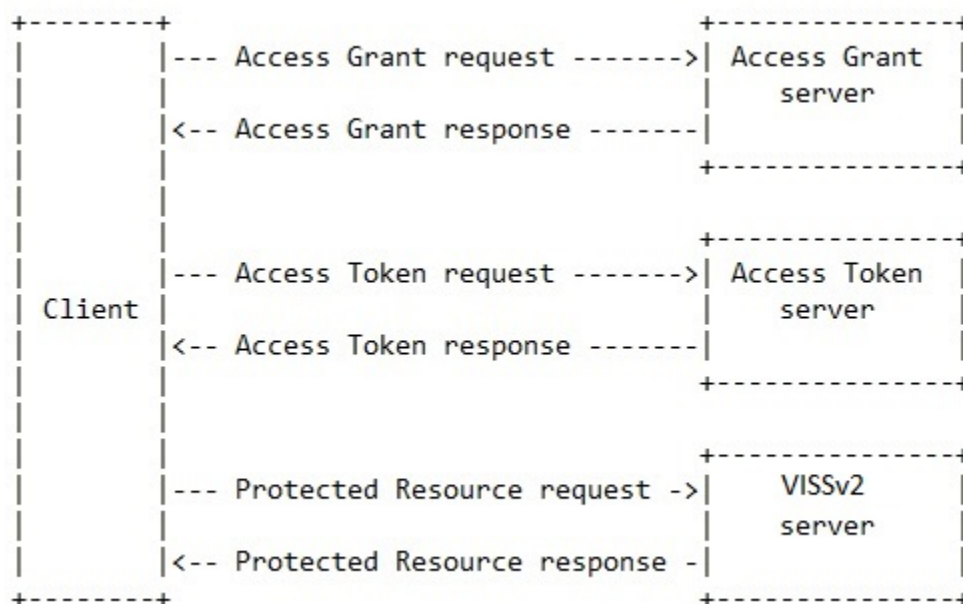 --- Access Grant request ------->
Access Grant
server
<-- Access Grant response -------
--- Access Token request ------->
Access Token
Client
server
<-- Access Token response -------
--- Protected Resource request ->
VISSv2
server
<-- Protected Resource response -